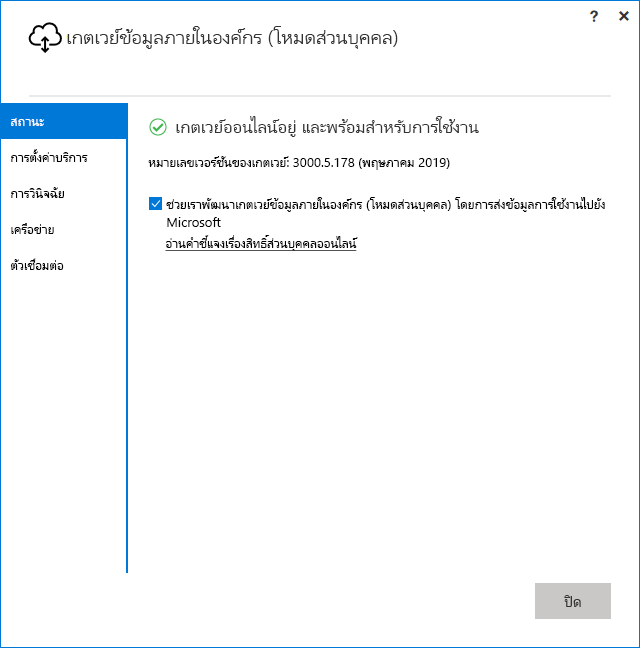 ?
เกตเวย์ข้อมูลภายในองค์กร (โหมดส่วนบุคคล)
สถานะ
การตั้งค่าบริการ
การวินิจฉัย
เครือข่าย
ตัวเชื่อมต่อ
เกตเวย์ออนไลน์อยู่ และพร้อมสำหรับการใช้งาน
หมายเลขเวอร์ชันของเกตเวย์: 3000.5.178 (พฤษภาคม 2019)
ช่วยเราพัฒนาเกตเวย์ข้อมูลภายในองค์กร (โหมดส่วนบุคคล) โดยการส่งข้อมูลการใช้งานไปยัง
Microsoft
อ่านคำชี้แจงเรื่องสิทธิ์ส่วนบุคคลออนไลน์
ปิด